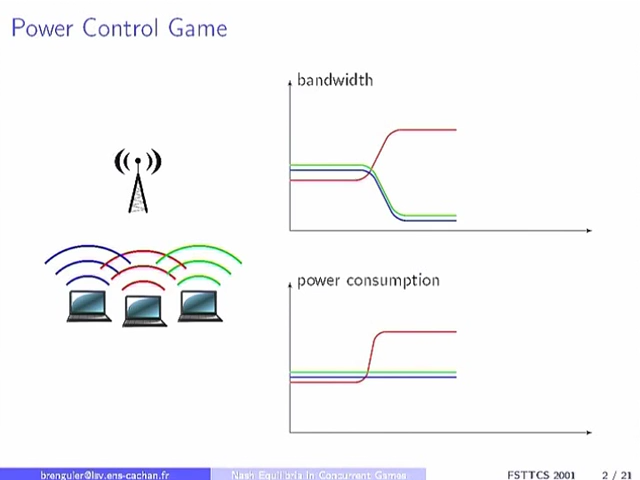 Power Control Game
bandwidth
power consumption
brenguier@lsv.ens-cachan.fr
Nash Equilibria in Concurrent Games
FSTTCS 2001
2 / 21